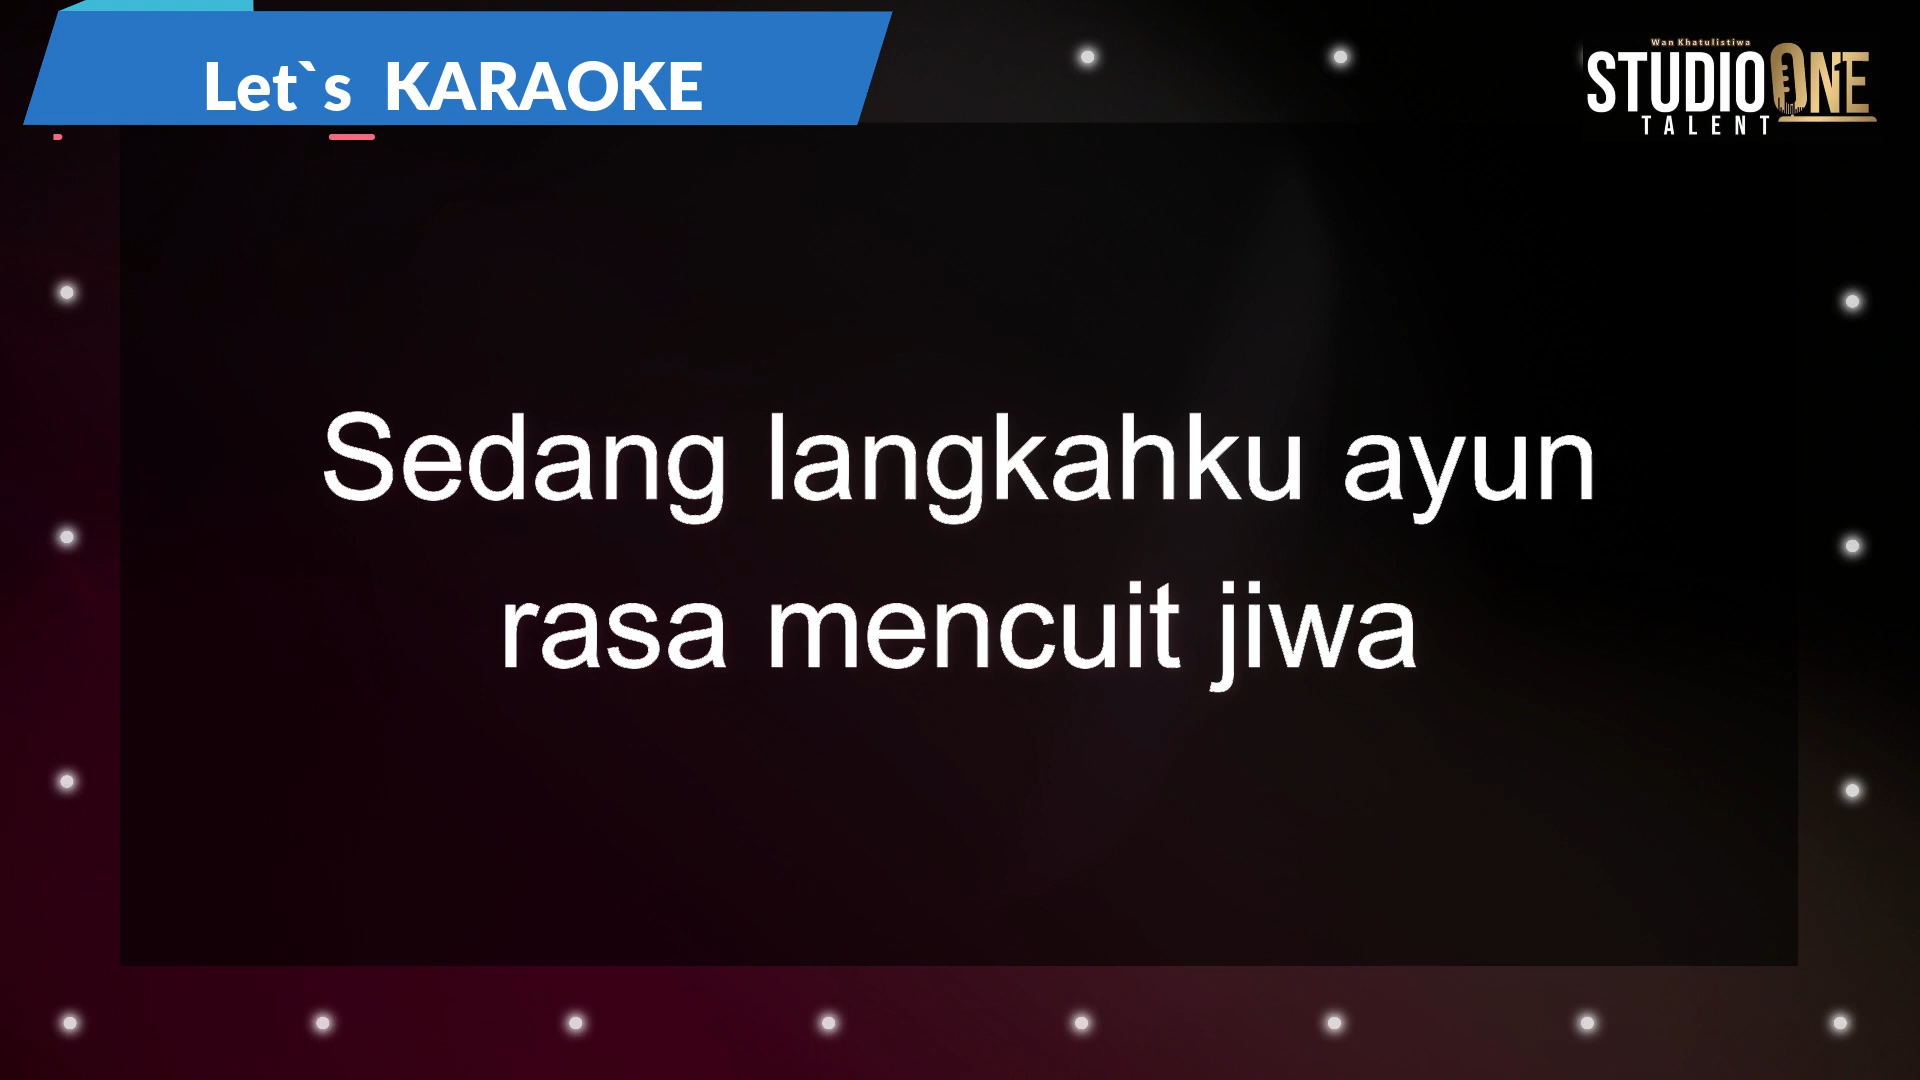 Let`s KARAOKE
Wan Khatulistiwa
STUDIO ONE
TALENT
Sedang langkahku ayun
rasa mencuit jiwa